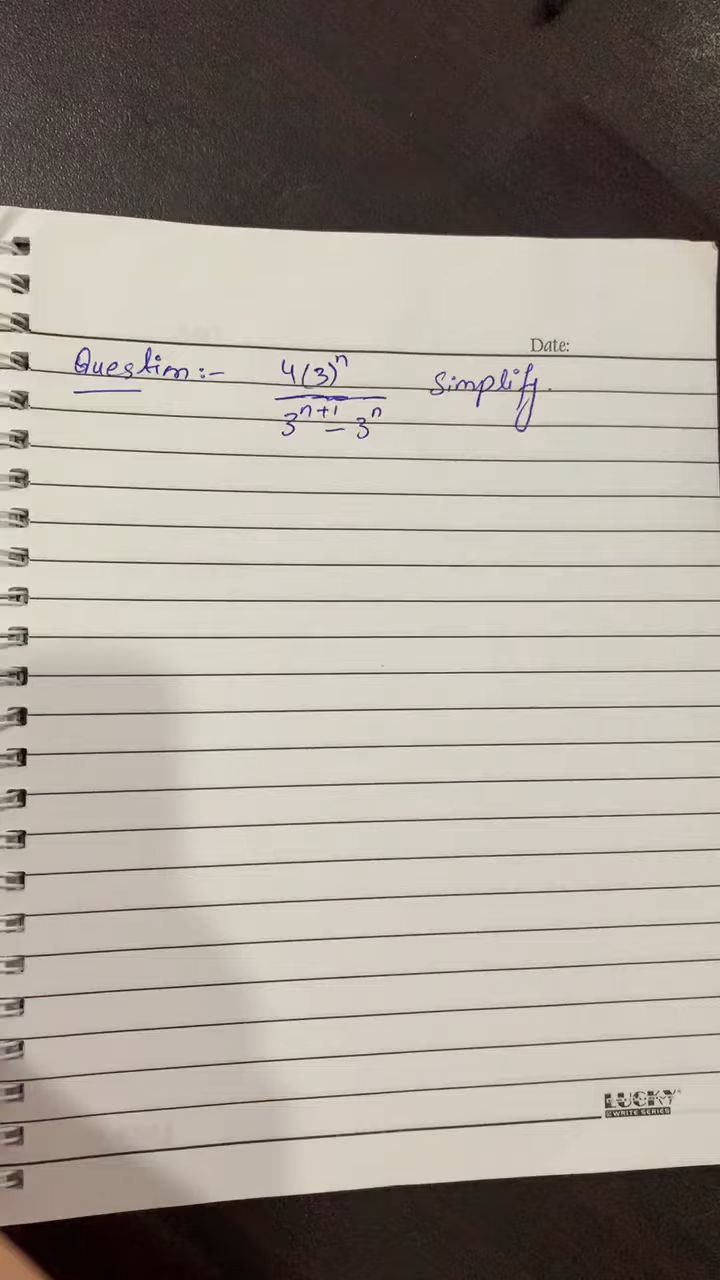 Date:
Question :- 4(3)^n / 3^(n+1) - 3^n Simplify.
LUCKY
WRITE SERIES